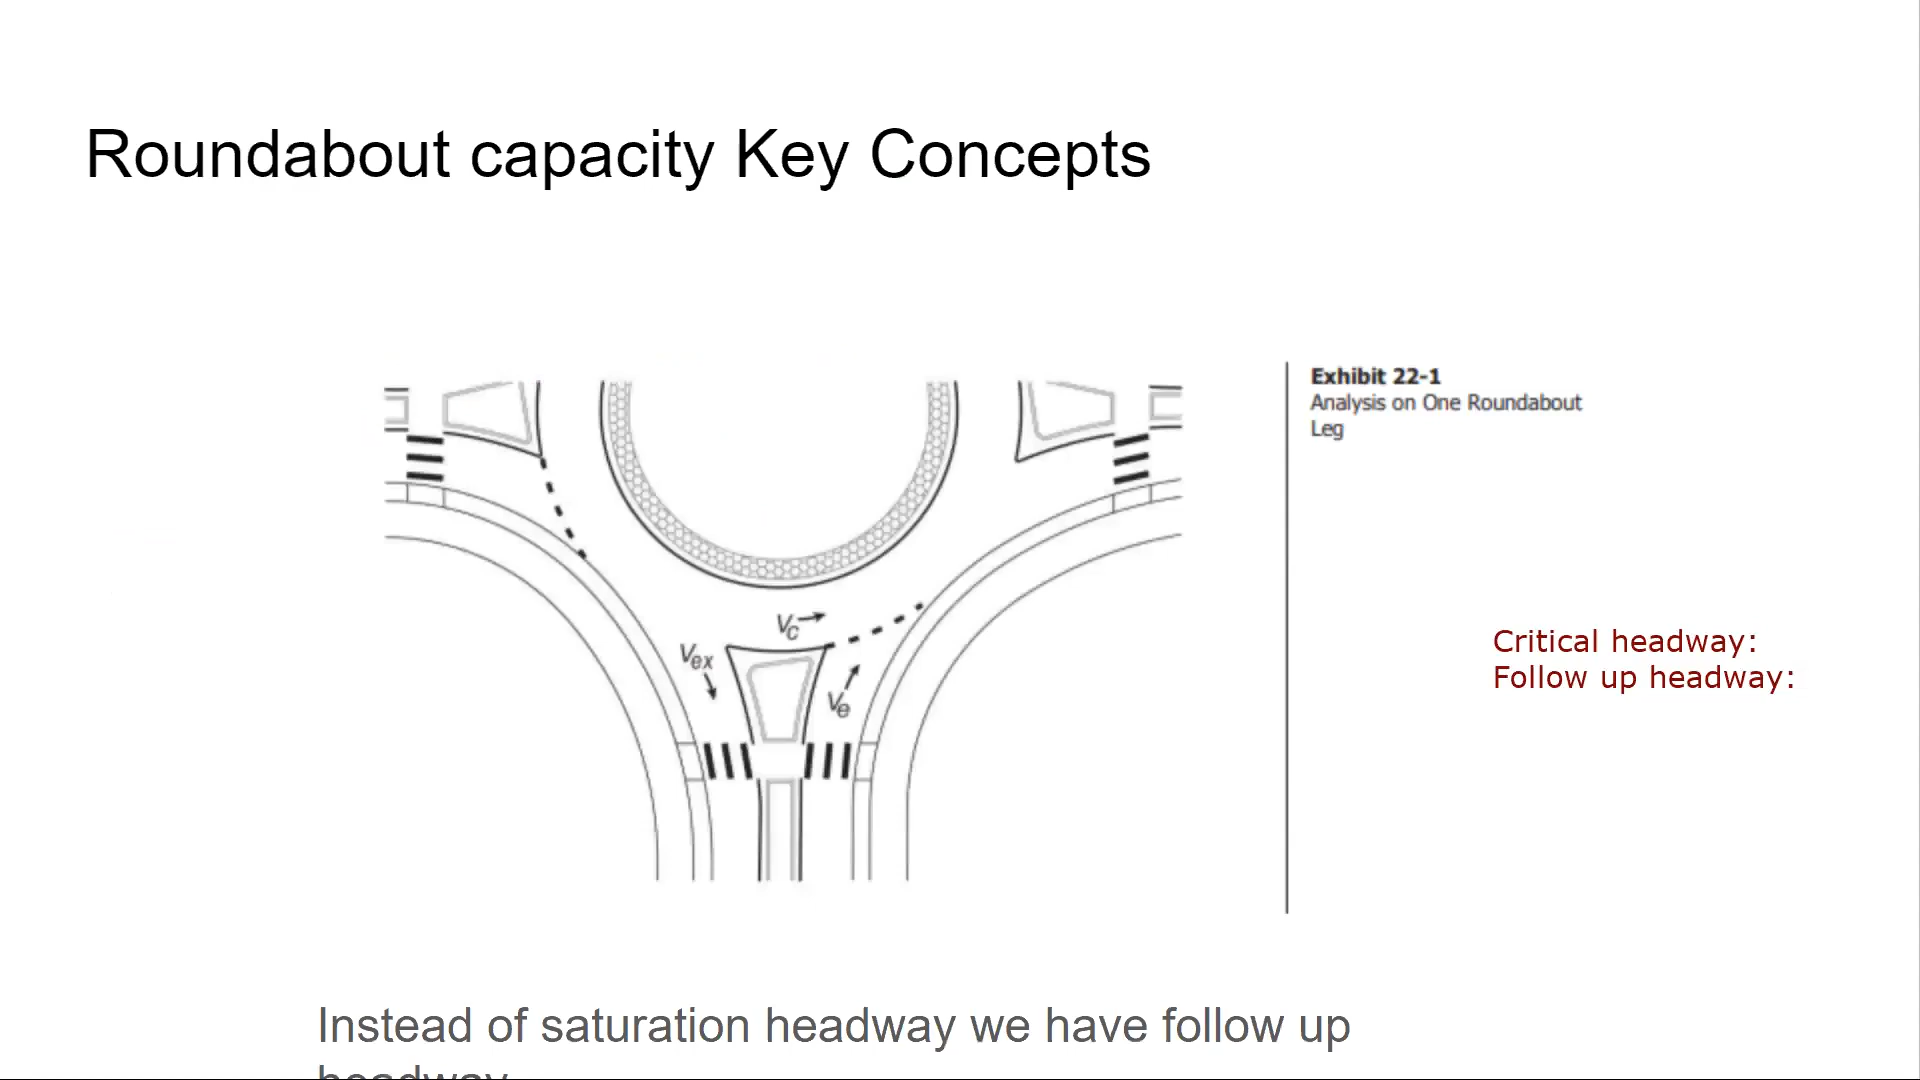 Roundabout capacity Key Concepts
Exhibit 22-1
Analysis on One Roundabout
Leg
Vc
Vex
Ve
Critical headway:
Follow up headway:
Instead of saturation headway we have follow up
headway